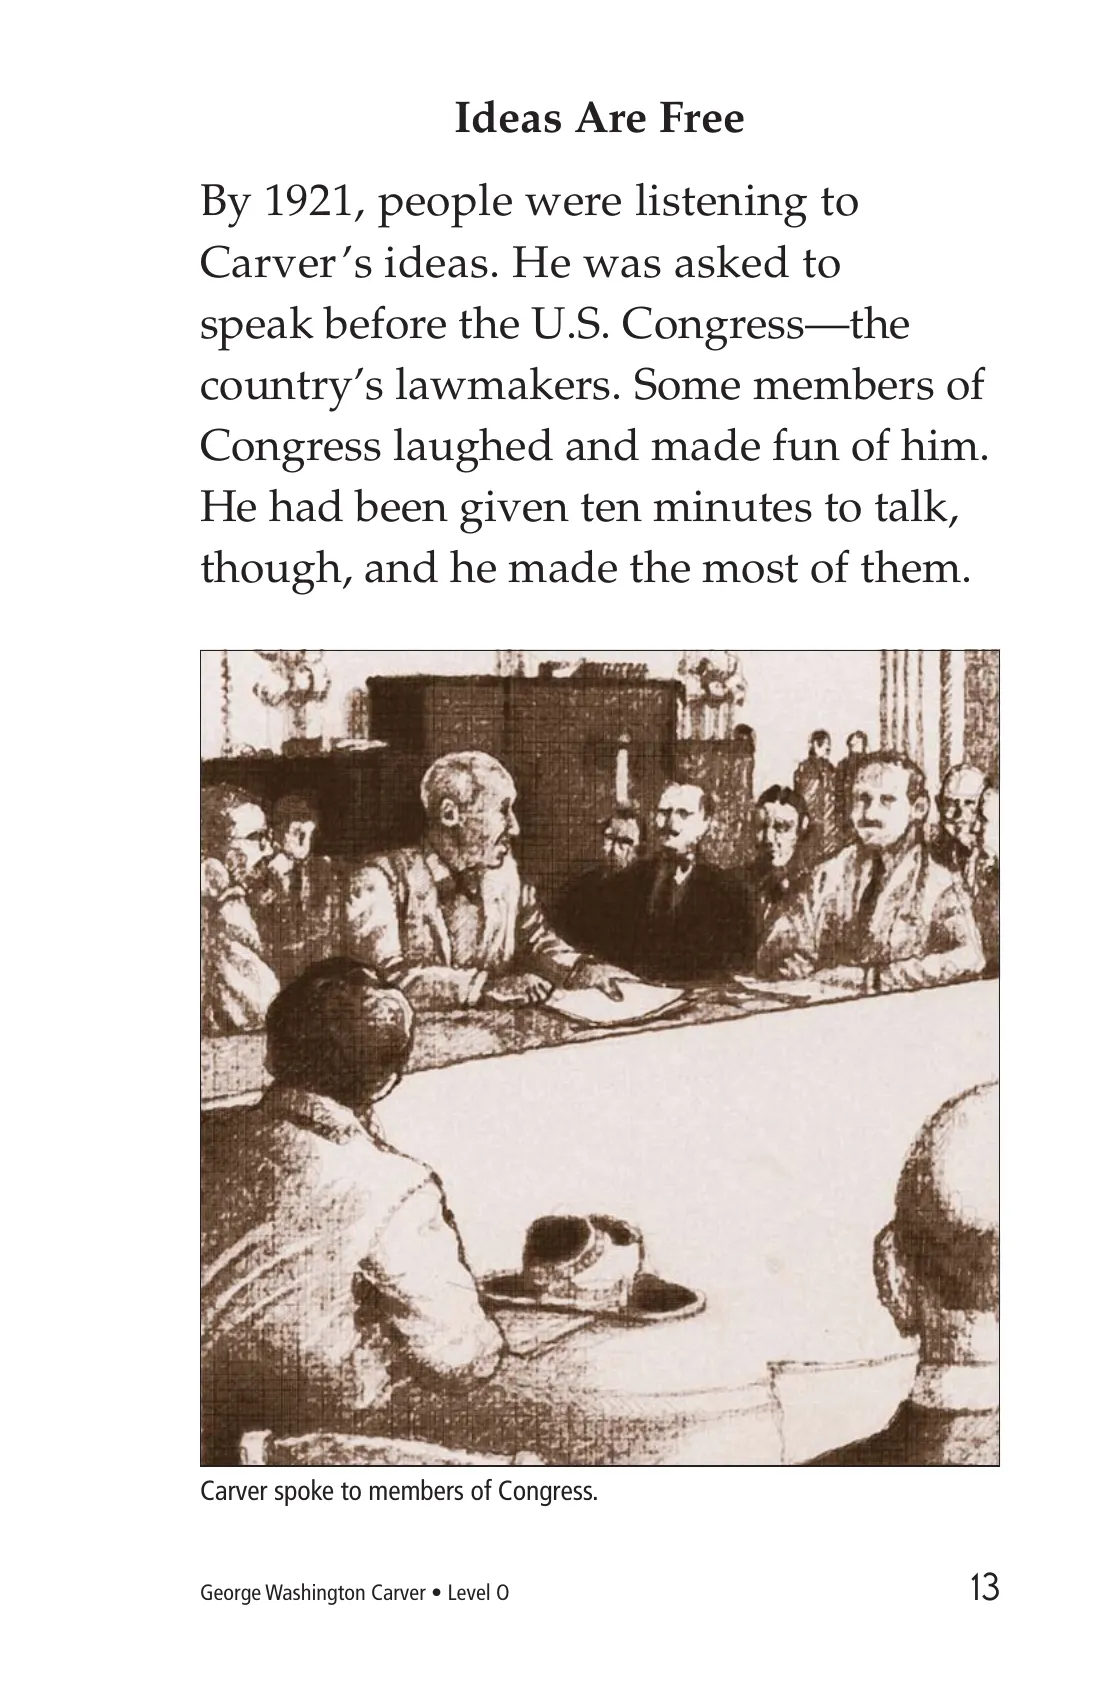 Ideas Are Free
By 1921, people were listening to
Carver’s ideas. He was asked to
speak before the U.S. Congress—the
country’s lawmakers. Some members of
Congress laughed and made fun of him.
He had been given ten minutes to talk,
though, and he made the most of them.
Carver spoke to members of Congress.
George Washington Carver • Level O
13